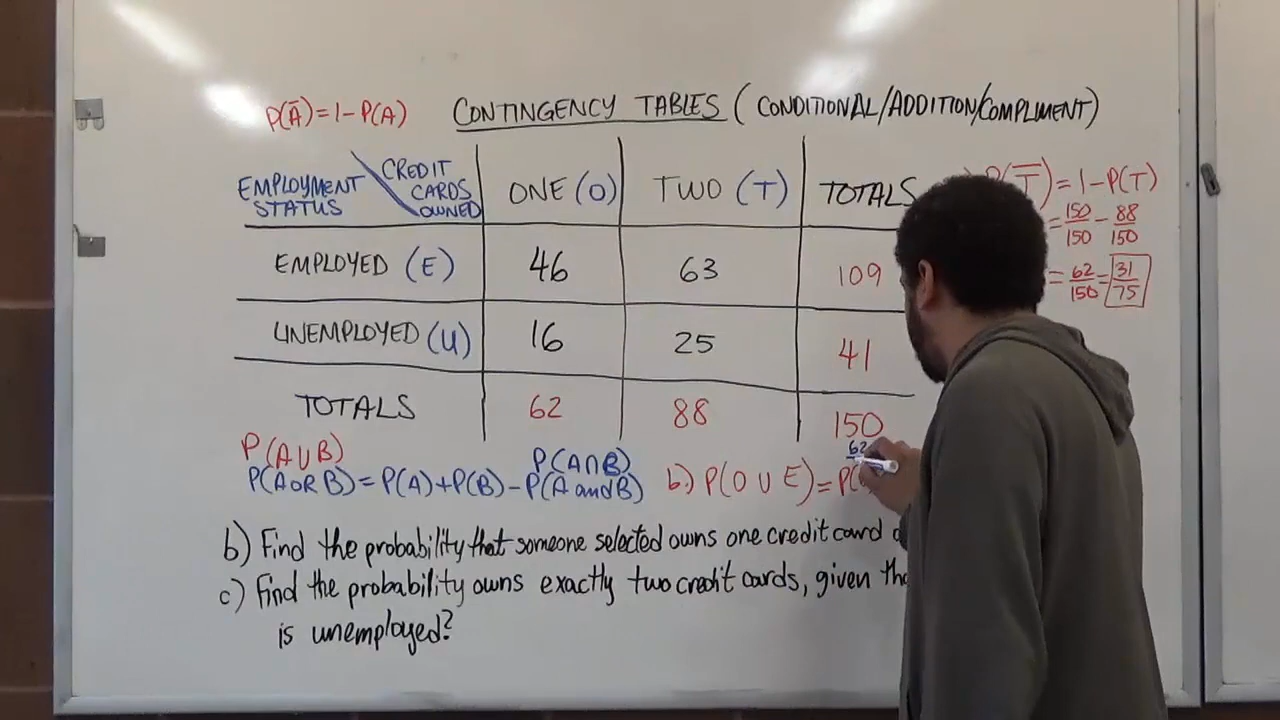 P(Ā)=1-P(A)
CONTINGENCY TABLES (CONDITIONAL/ADDITION/COMPLIMENT)
EMPLOYMENT STATUS \ CREDIT CARDS OWNED
ONE (O)
TWO (T)
TOTALS
EMPLOYED (E)
46
63
109
UNEMPLOYED (U)
16
25
41
TOTALS
62
88
150
P(T̄)=1-P(T)
=150/150-88/150
=62/150=31/75
P(A∪B)
P(A∩B)
P(A OR B)=P(A)+P(B)-P(A and B)
62
b) P(O∪E)=P(
b) Find the probability that someone selected owns one credit card
c) Find the probability owns exactly two credit cards, given
is unemployed?